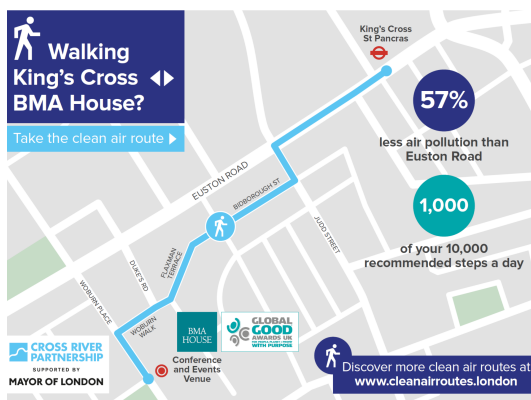 Walking
King's Cross
BMA House?
Take the clean air route
King's Cross
St Pancras
57%
less air pollution than
Euston Road
1,000
of your 10,000
recommended steps a day
EUSTON ROAD
BIDBOROUGH ST
JUDD STREET
FLAXMAN
TERRACE
DUKE'S RD
WOBURN PLACE
WOBURN
WALK
BMA
HOUSE
GLOBAL
GOOD
AWARDS UK
WITH PURPOSE
Conference
and Events
Venue
CROSS RIVER
PARTNERSHIP
SUPPORTED BY
MAYOR OF LONDON
Discover more clean air routes at
www.cleanairroutes.london